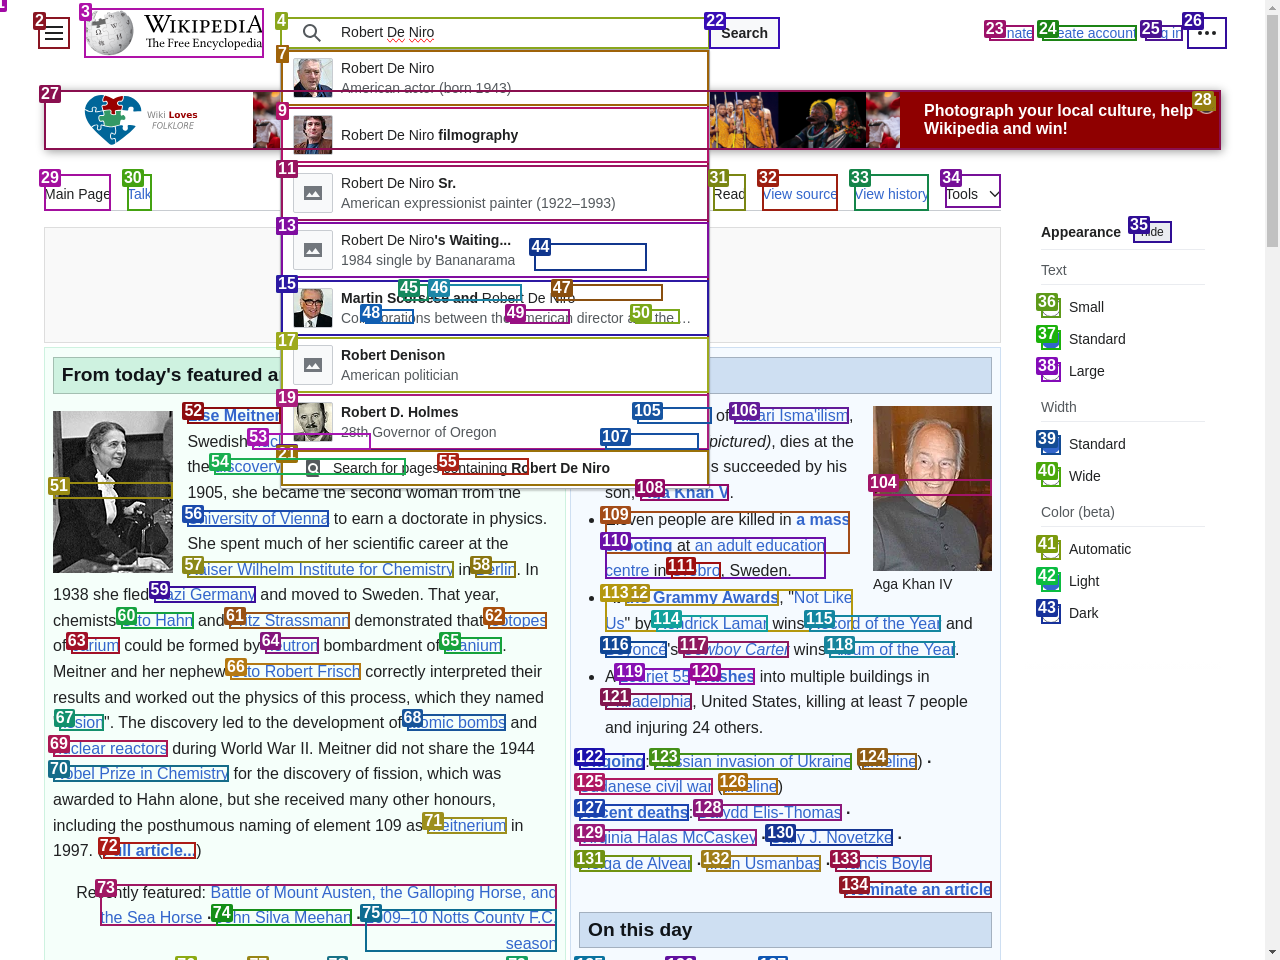 WIKIPEDIA
The Free Encyclopedia
Robert De Niro
Search
account
Robert De Niro
American actor (born 1943)
Robert De Niro filmography
Robert De Niro Sr.
American expressionist painter (1922–1993)
Robert De Niro's Waiting...
1984 single by Bananarama
Martin Scorsese and Robert De Niro
Robert Denison
American politician
Robert D. Holmes
28th Governor of Oregon
Search for pages containing Robert De Niro
Wiki Loves
FOLKLORE
Photograph your local culture, help
Wikipedia and win!
Main Page
Talk
Read
View source
View history
Tools
Appearance
hide
Text
Small
Standard
Large
Width
Standard
Wide
Color (beta)
Automatic
Light
Dark
From today's featured a
Meitner
Swedish
the discovery
1905, she became the second woman from the
University of Vienna to earn a doctorate in physics.
She spent much of her scientific career at the
Kaiser Wilhelm Institute for Chemistry in Berlin. In
1938 she fled Nazi Germany and moved to Sweden. That year,
chemists Otto Hahn and Fritz Strassmann demonstrated that isotopes
of barium could be formed by neutron bombardment of uranium.
Meitner and her nephew Otto Robert Frisch correctly interpreted their
results and worked out the physics of this process, which they named
"fission". The discovery led to the development of atomic bombs and
nuclear reactors during World War II. Meitner did not share the 1944
Nobel Prize in Chemistry for the discovery of fission, which was
awarded to Hahn alone, but she received many other honours,
including the posthumous naming of element 109 as meitnerium in
1997. (Full article...)
Recently featured: Battle of Mount Austen, the Galloping Horse, and
the Sea Horse · John Silva Meehan · 1909–10 Notts County F.C.
season
of Nizari Isma'ilism,
pictured), dies at the
s succeeded by his
son, Aga Khan V.
Eleven people are killed in a mass
shooting at an adult education
centre in Örebro, Sweden.
Grammy Awards, "Not Like
Us" by Kendrick Lamar wins Record of the Year and
Beyoncé's Cowboy Carter wins Album of the Year.
A Learjet 55 crashes into multiple buildings in
Philadelphia, United States, killing at least 7 people
and injuring 24 others.
Aga Khan IV
Ongoing: Russian invasion of Ukraine (timeline) ·
Sudanese civil war (timeline)
Recent deaths: Dafydd Elis-Thomas ·
Virginia Halas McCaskey · J. Novetzke ·
de Alvear · Usmanbas · Francis Boyle
Nominate an article
On this day